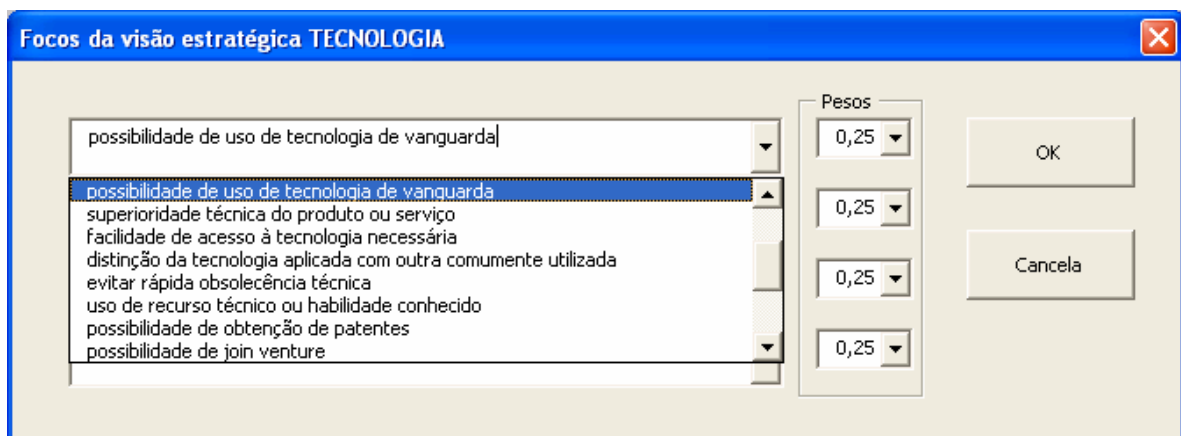 Focos da visão estratégica TECNOLOGIA
Pesos
possibilidade de uso de tecnologia de vanguarda
0,25
OK
possibilidade de uso de tecnologia de vanguarda
superioridade técnica do produto ou serviço
0,25
facilidade de acesso à tecnologia necessária
distinção da tecnologia aplicada com outra comumente utilizada
Cancela
evitar rápida obsolecência técnica
0,25
uso de recurso técnico ou habilidade conhecido
possibilidade de obtenção de patentes
possibilidade de join venture
0,25